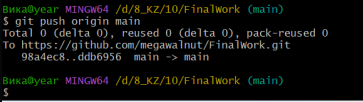 Вика@year MINGW64 /d/8_KZ/10/FinalWork (main)
$ git push origin main
Total 0 (delta 0), reused 0 (delta 0), pack-reused 0
To https://github.com/megawalnut/FinalWork.git
   98a4ec8..ddb6956  main -> main

Вика@year MINGW64 /d/8_KZ/10/FinalWork (main)
$